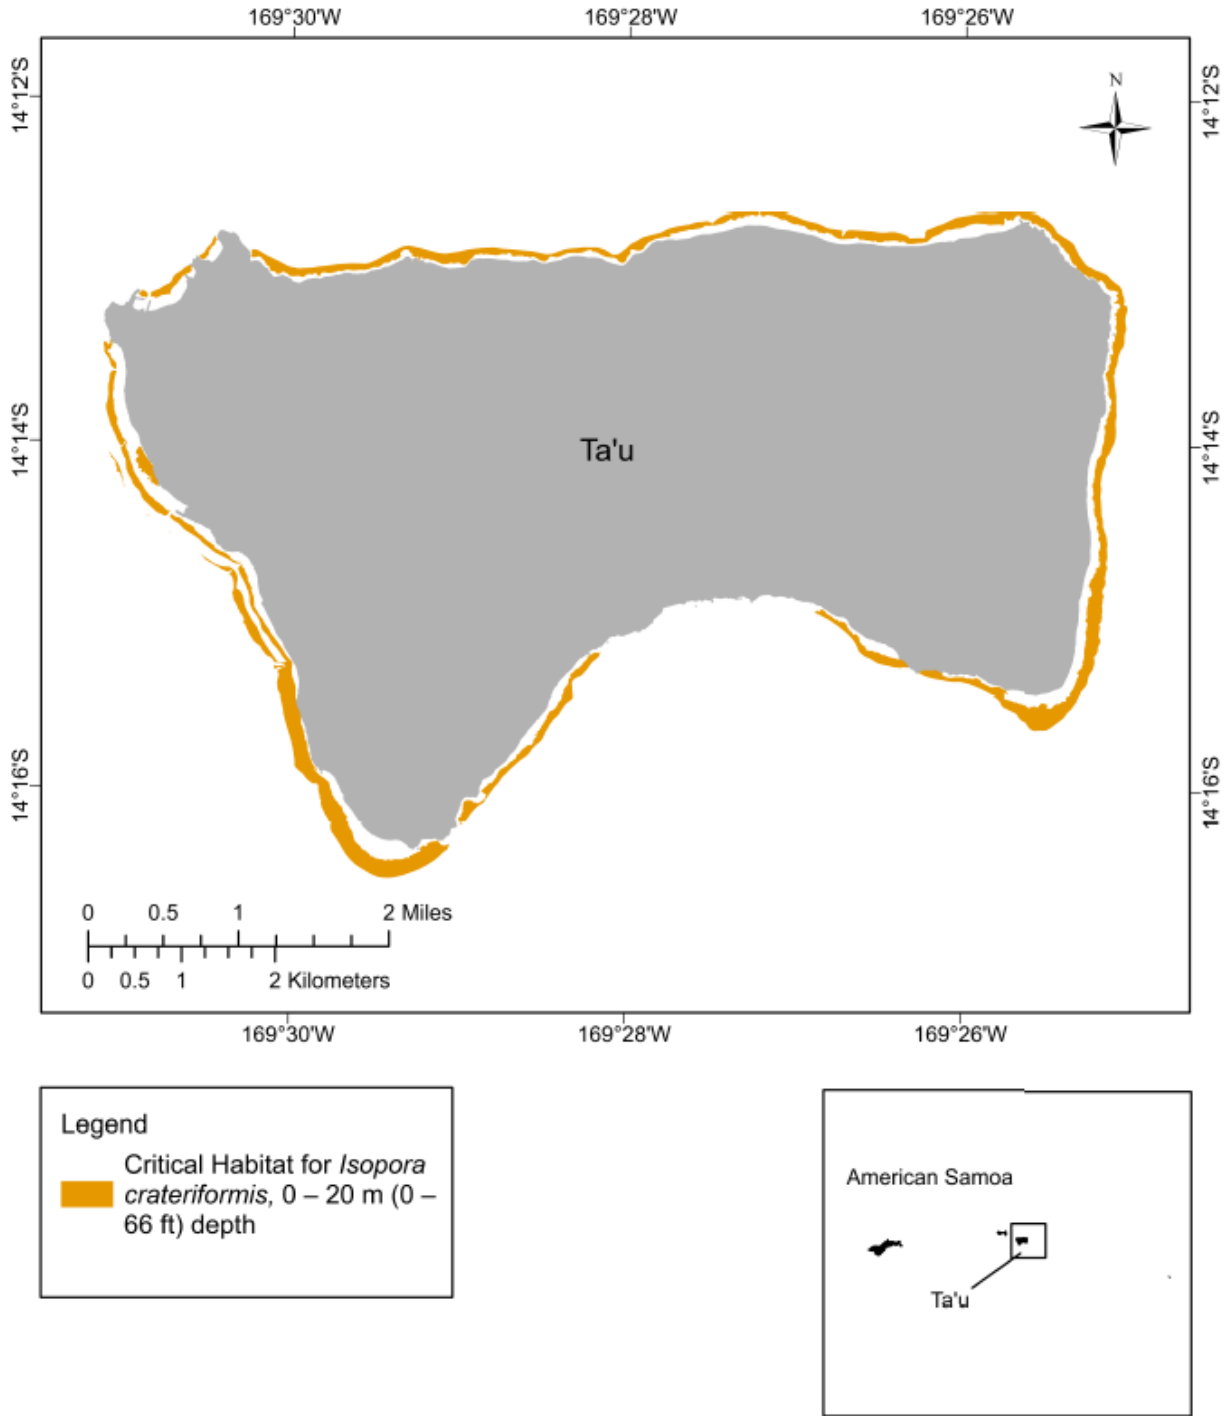 169°30'W 169°28'W 169°26'W
14°12'S 14°12'S
N
Ta'u
14°14'S 14°14'S
14°16'S 14°16'S
0 0.5 1 2 Miles
0 0.5 1 2 Kilometers
169°30'W 169°28'W 169°26'W
Legend
Critical Habitat for Isopora
crateriformis, 0 – 20 m (0 –
66 ft) depth
American Samoa
Ta'u